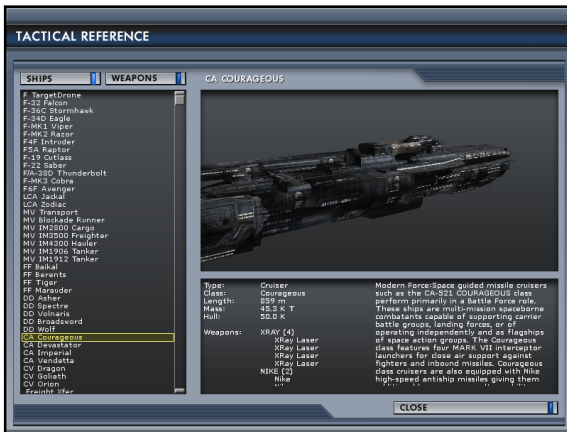 TACTICAL REFERENCE
SHIPS
WEAPONS
CA COURAGEOUS
F TargetDrone
F-32 Falcon
F-36C Stormhawk
F-34D Eagle
F-MK1 Viper
F-MK2 Razor
F4F Intruder
F5A Raptor
F-19 Cutlass
F-22 Saber
F/A-38D Thunderbolt
F-MK3 Cobra
F6F Avenger
LCA Jackal
LCA Zodiac
MV Transport
MV Blockade Runner
MV IM2800 Cargo
MV IM3500 Freighter
MV IM4300 Hauler
MV IM1906 Tanker
MV IM1912 Tanker
FF Baikal
FF Berents
FF Tiger
FF Marauder
DD Asher
DD Spectre
DD Volnaris
DD Broadsword
DD Wolf
CA Courageous
CA Devastator
CA Imperial
CA Vendetta
CV Dragon
CV Goliath
CV Orion
Freight Xfer
Type: Cruiser
Class: Courageous
Length: 859 m
Mass: 45.3 K T
Hull: 50.0 K
Weapons: XRAY (4)
XRay Laser
XRay Laser
XRay Laser
XRay Laser
NIKE (2)
Nike
Modern Force:Space guided missile cruisers
such as the CA-521 COURAGEOUS class
perform primarily in a Battle Force role.
These ships are multi-mission spaceborne
combatants capable of supporting carrier
battle groups, landing forces, or of
operating independently and as flagships
of space action groups. The Courageous
class features four MARK VII interceptor
launchers for close air support against
fighters and inbound missiles. Courageous
class cruisers are also equipped with Nike
high-speed antiship missiles giving them
CLOSE